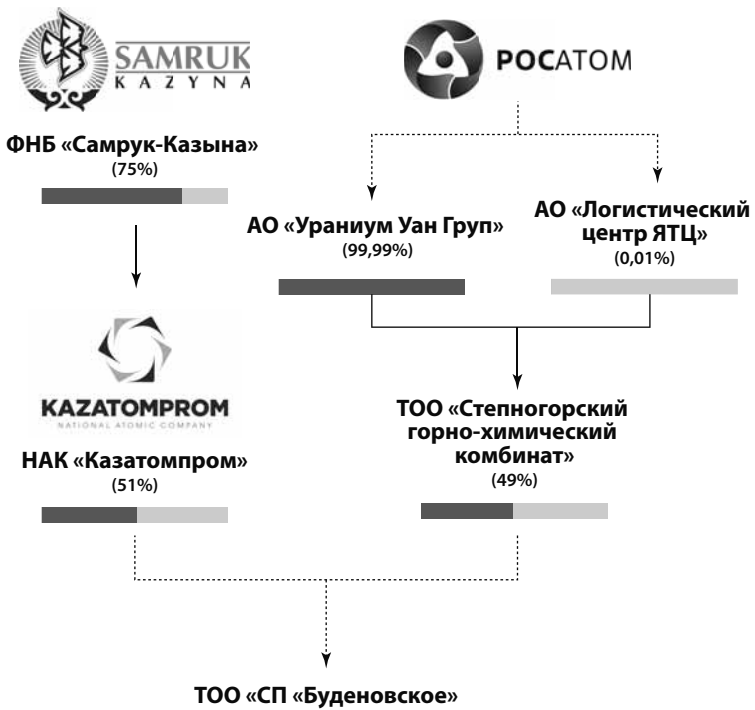 SAMRUK
KAZYNA
РОСАТОМ
ФНБ «Самрук-Казына»
(75%)
АО «Ураниум Уан Груп»
(99,99%)
АО «Логистический
центр ЯТЦ»
(0,01%)
KAZATOMPROM
NATIONAL ATOMIC COMPANY
НАК «Казатомпром»
(51%)
ТОО «Степногорский
горно-химический
комбинат»
(49%)
ТОО «СП «Буденовское»